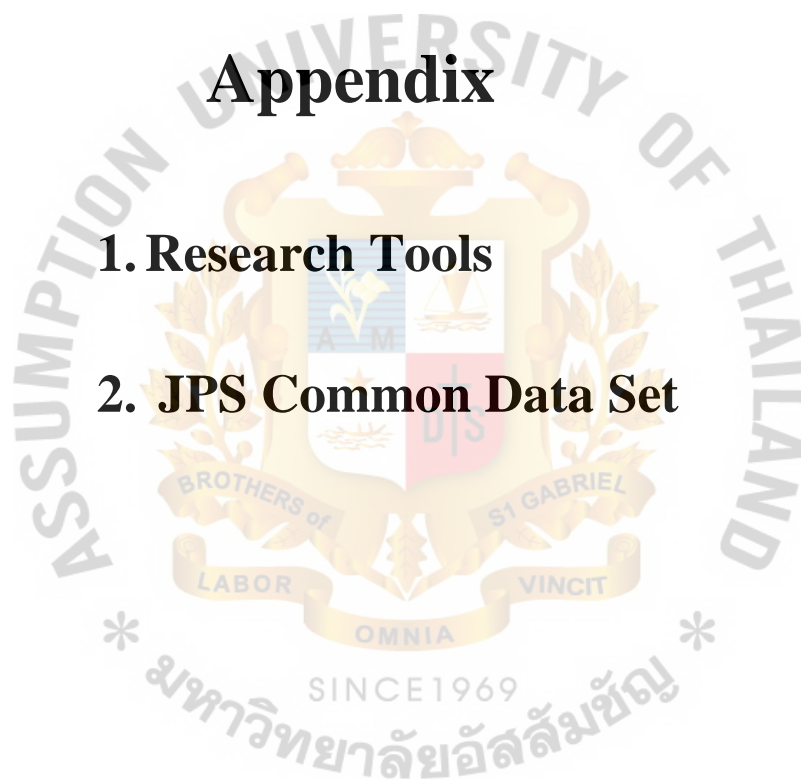 ASSUMPTION UNIVERSITY OF THAILAND
Appendix
1. Research Tools
A M
2. JPS Common Data Set
D S
BROTHERS of
S1 GABRIEL
LABOR
VINCIT
OMNIA
SINCE1969
มหาวิทยาลัยอัสสัมชัญ